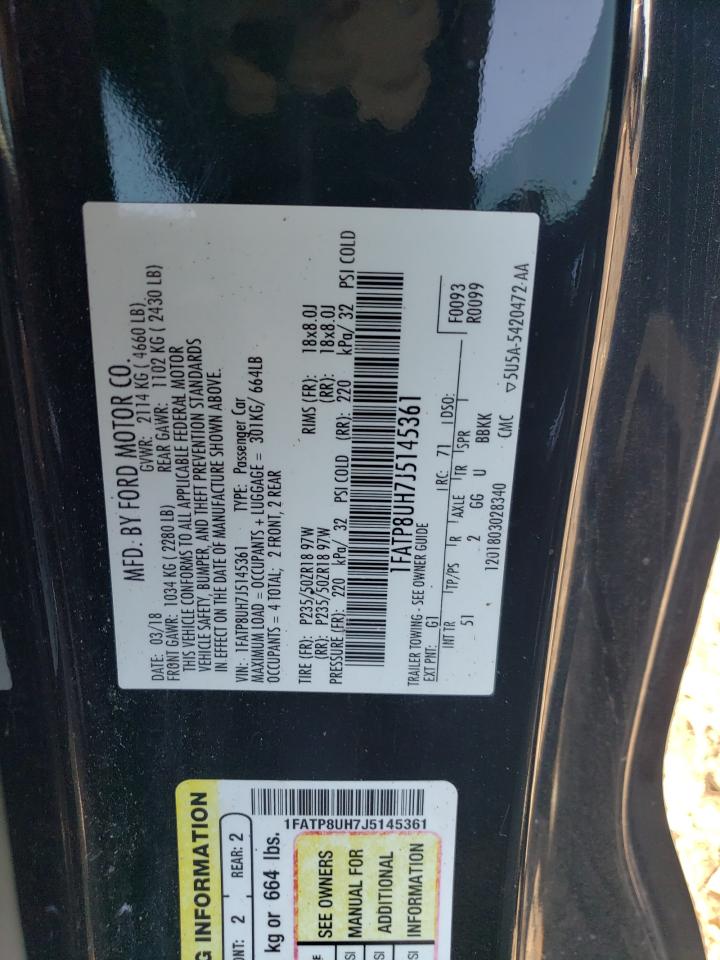 MFD. BY FORD MOTOR CO.
DATE: 03/18 GVWR: 2114 KG ( 4660 LB)
FRONT GAWR: 1034 KG ( 2280 LB) REAR GAWR: 1102 KG ( 2430 LB)
THIS VEHICLE CONFORMS TO ALL APPLICABLE FEDERAL MOTOR
VEHICLE SAFETY, BUMPER, AND THEFT PREVENTION STANDARDS
IN EFFECT ON THE DATE OF MANUFACTURE SHOWN ABOVE.
VIN: 1FATP8UH7J5145361 TYPE: Passenger Car
MAXIMUM LOAD = OCCUPANTS + LUGGAGE = 301KG/ 664LB
OCCUPANTS = 4 TOTAL; 2 FRONT, 2 REAR
TIRE (FR): P235/50ZR18 97W RIMS (FR): 18x8.0J
(RR): P235/50ZR18 97W (RR): 18x8.0J
PRESSURE (FR): 220 kPa/ 32 PSI COLD (RR): 220 kPa/ 32 PSI COLD
1FATP8UH7J5145361
TRAILER TOWING - SEE OWNER GUIDE
EXT PNT: G1 RC: 71 DSO: F0093
INT TR TP/PS R AXLE TR SPR R0099
51 2 GG U BBKK
1201803028340 CMC ▽5U5A-5420472-AA
G INFORMATION
ONT: 2 REAR: 2
kg or 664 lbs.
1FATP8UH7J5145361
SEE OWNERS
MANUAL FOR
ADDITIONAL
INFORMATION